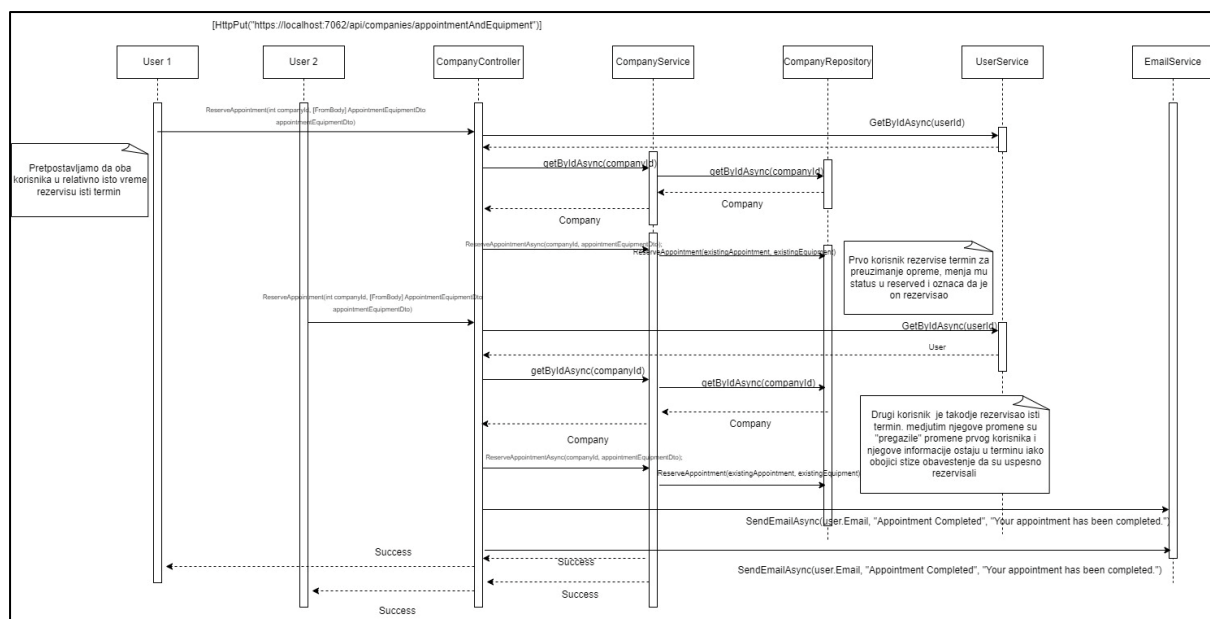 [HttpPut("https://localhost:7062/api/companies/appointmentAndEquipment")]
User 1
User 2
CompanyController
CompanyService
CompanyRepository
UserService
EmailService
ReserveAppointment(int companyId, [FromBody] AppointmentEquipmentDto
appointmentEquipmentDto)
GetByIdAsync(userId)
Pretpostavljamo da oba
korisnika u relativno isto vreme
rezervisu isti termin
getByIdAsync(companyId)
getByIdAsync(companyId)
Company
Company
ReserveAppointmentAsync(companyId, appointmentEquipmentDto);
ReserveAppointment(existingAppointment, existingEquipment)
Prvo korisnik rezervise termin za
preuzimanje opreme, menja mu
status u reserved i oznaca da je
on rezervisao
ReserveAppointment(int companyId, [FromBody] AppointmentEquipmentDto
appointmentEquipmentDto)
GetByIdAsync(userId)
User
getByIdAsync(companyId)
getByIdAsync(companyId)
Company
Company
Drugi korisnik je takodje rezervisao isti
termin. medjutim njegove promene su
"pregazile" promene prvog korisnika i
njegove informacije ostaju u terminu iako
obojici stize obavestenje da su uspesno
rezervisali
ReserveAppointmentAsync(companyId, appointmentEquipmentDto);
ReserveAppointment(existingAppointment, existingEquipment)
SendEmailAsync(user.Email, "Appointment Completed", "Your appointment has been completed.")
Success
Success
SendEmailAsync(user.Email, "Appointment Completed", "Your appointment has been completed.")
Success
Success